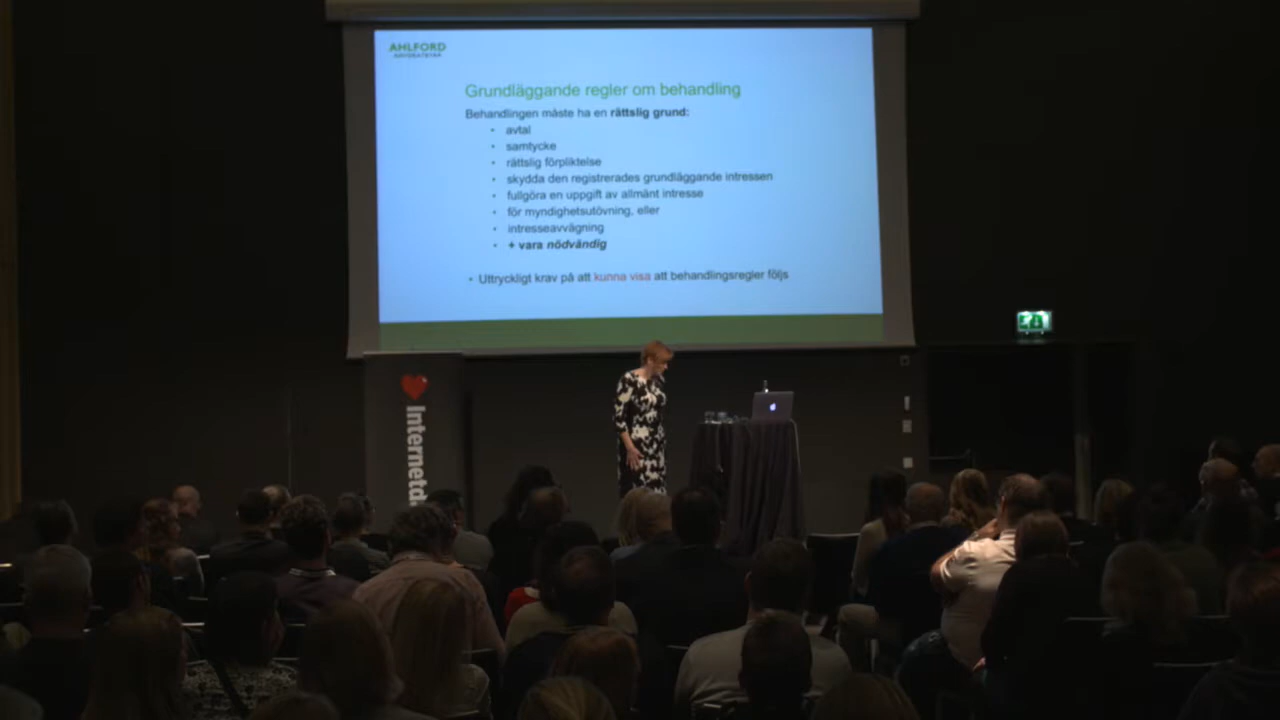 AHLFORD
ADVOKATBYRÅ
Grundläggande regler om behandling
Behandlingen måste ha en rättslig grund:
• avtal
• samtycke
• rättslig förpliktelse
• skydda den registrerades grundläggande intressen
• fullgöra en uppgift av allmänt intresse
• för myndighetsutövning, eller
• intresseavvägning
• + vara nödvändig
• Uttryckligt krav på att kunna visa att behandlingsregler följs
Internetd